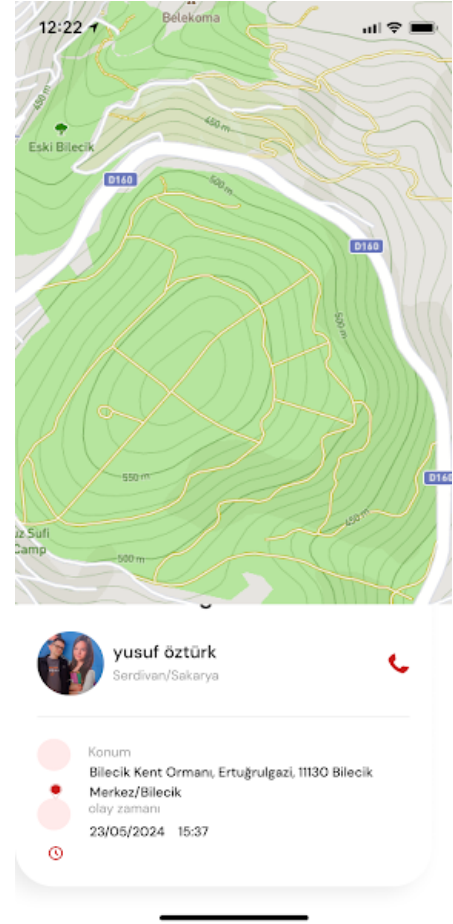 12:22
Belekoma
450 m
450 m
Eski Bilecik
D160
500 m
D160
500 m
550 m
D160
450 m
uz Sufi
Camp
500 m
yusuf öztürk
Serdivan/Sakarya
Konum
Bilecik Kent Ormanı, Ertuğrulgazi, 11130 Bilecik
Merkez/Bilecik
olay zamanı
23/05/2024 15:37